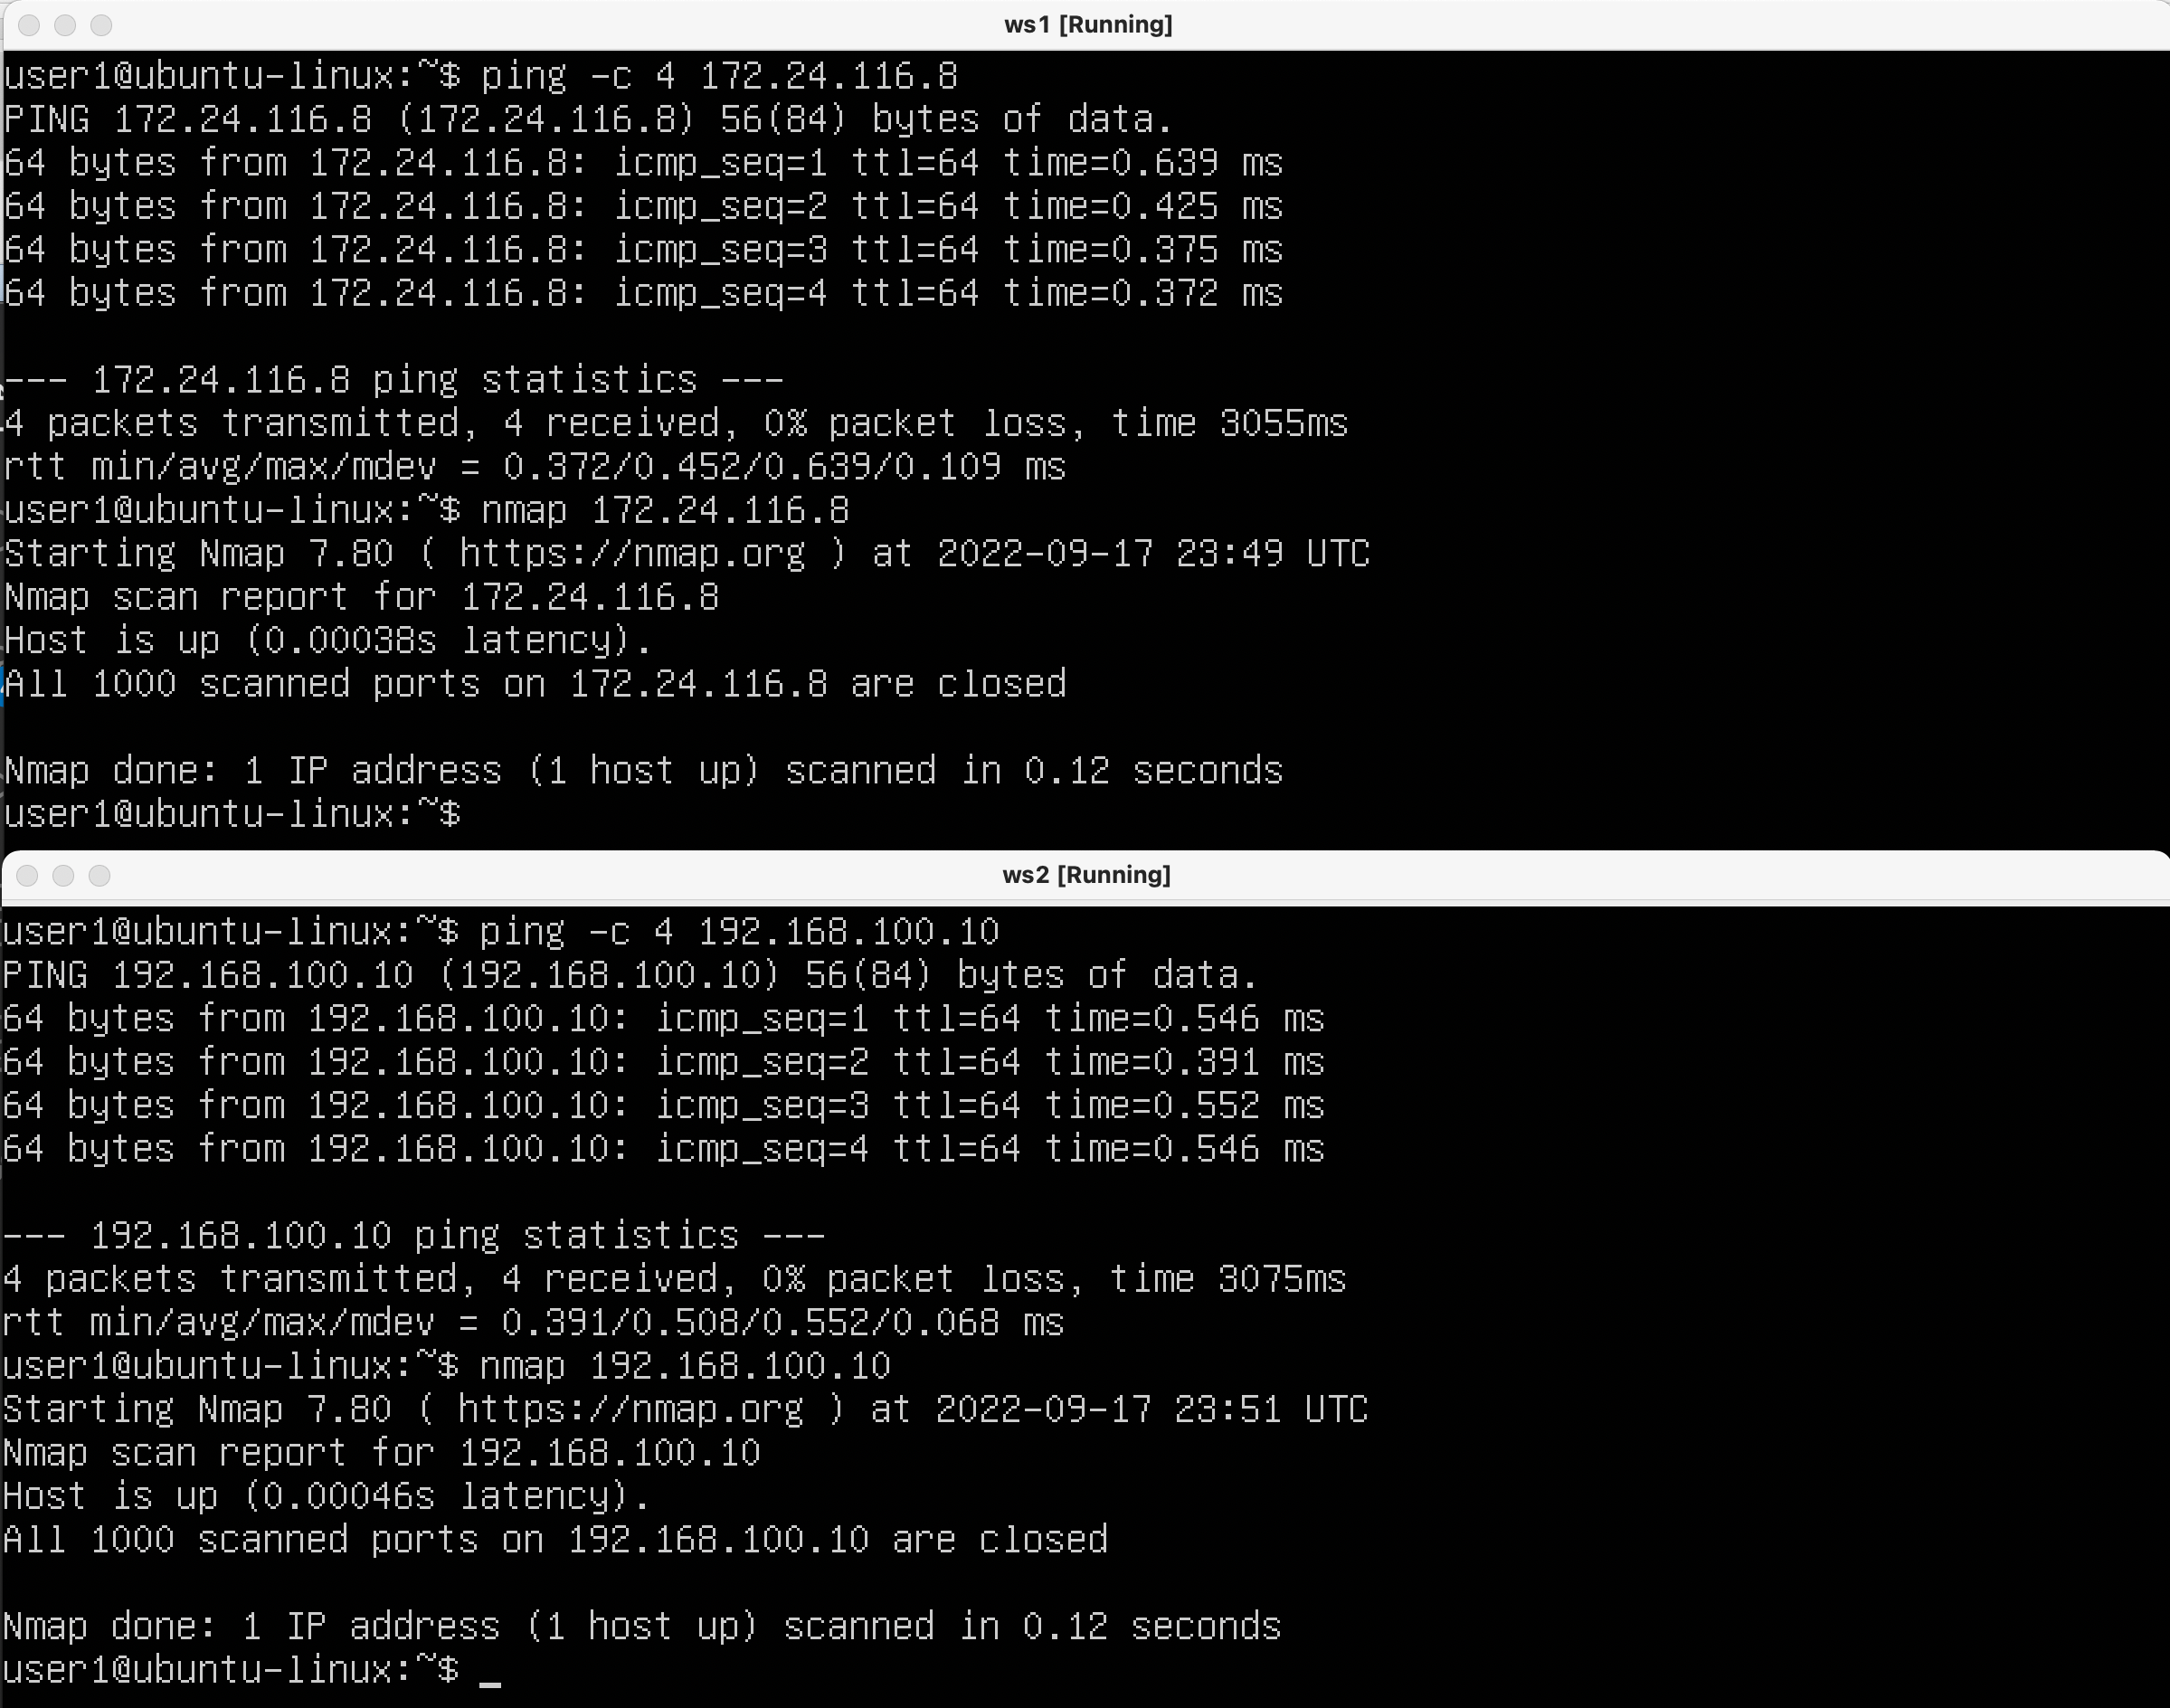 ws1 [Running]
user1@ubuntu-linux:~$ ping -c 4 172.24.116.8
PING 172.24.116.8 (172.24.116.8) 56(84) bytes of data.
64 bytes from 172.24.116.8: icmp_seq=1 ttl=64 time=0.639 ms
64 bytes from 172.24.116.8: icmp_seq=2 ttl=64 time=0.425 ms
64 bytes from 172.24.116.8: icmp_seq=3 ttl=64 time=0.375 ms
64 bytes from 172.24.116.8: icmp_seq=4 ttl=64 time=0.372 ms
--- 172.24.116.8 ping statistics ---
4 packets transmitted, 4 received, 0% packet loss, time 3055ms
rtt min/avg/max/mdev = 0.372/0.452/0.639/0.109 ms
user1@ubuntu-linux:~$ nmap 172.24.116.8
Starting Nmap 7.80 ( https://nmap.org ) at 2022-09-17 23:49 UTC
Nmap scan report for 172.24.116.8
Host is up (0.00038s latency).
All 1000 scanned ports on 172.24.116.8 are closed
Nmap done: 1 IP address (1 host up) scanned in 0.12 seconds
user1@ubuntu-linux:~$
ws2 [Running]
user1@ubuntu-linux:~$ ping -c 4 192.168.100.10
PING 192.168.100.10 (192.168.100.10) 56(84) bytes of data.
64 bytes from 192.168.100.10: icmp_seq=1 ttl=64 time=0.546 ms
64 bytes from 192.168.100.10: icmp_seq=2 ttl=64 time=0.391 ms
64 bytes from 192.168.100.10: icmp_seq=3 ttl=64 time=0.552 ms
64 bytes from 192.168.100.10: icmp_seq=4 ttl=64 time=0.546 ms
--- 192.168.100.10 ping statistics ---
4 packets transmitted, 4 received, 0% packet loss, time 3075ms
rtt min/avg/max/mdev = 0.391/0.508/0.552/0.068 ms
user1@ubuntu-linux:~$ nmap 192.168.100.10
Starting Nmap 7.80 ( https://nmap.org ) at 2022-09-17 23:51 UTC
Nmap scan report for 192.168.100.10
Host is up (0.00046s latency).
All 1000 scanned ports on 192.168.100.10 are closed
Nmap done: 1 IP address (1 host up) scanned in 0.12 seconds
user1@ubuntu-linux:~$ _